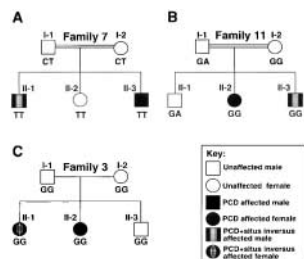 A
Family 7
I-1 I-2
CT CT
II-1 II-2 II-3
TT TT TT
B
Family 11
I-1 I-2
GA GG
II-1 II-2 II-3
GA GG GG
C
Family 3
I-1 I-2
GG GG
II-1 II-2 II-3
GG GG GG
Key:
Unaffected male
Unaffected female
PCD affected male
PCD affected female
PCD+situs inversus
affected male
PCD+situs inversus
affected female